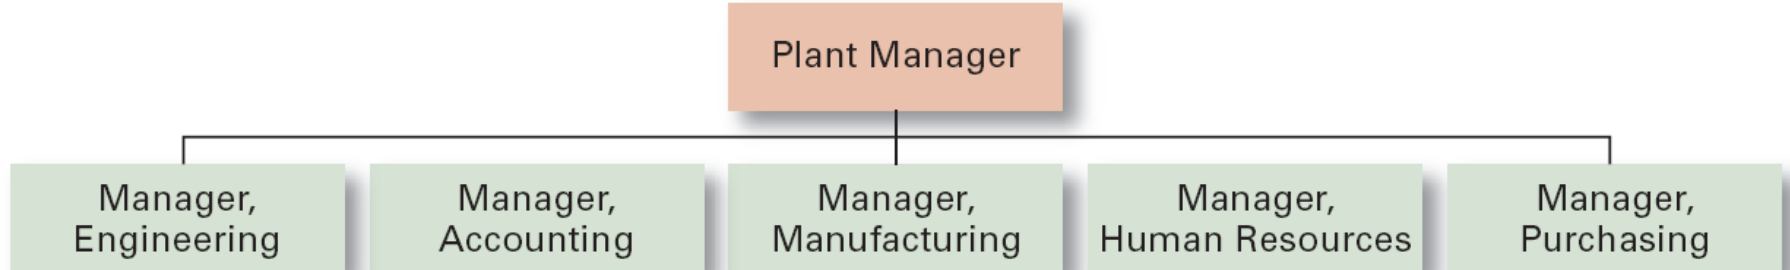 Plant Manager
Manager,
Engineering
Manager,
Accounting
Manager,
Manufacturing
Manager,
Human Resources
Manager,
Purchasing